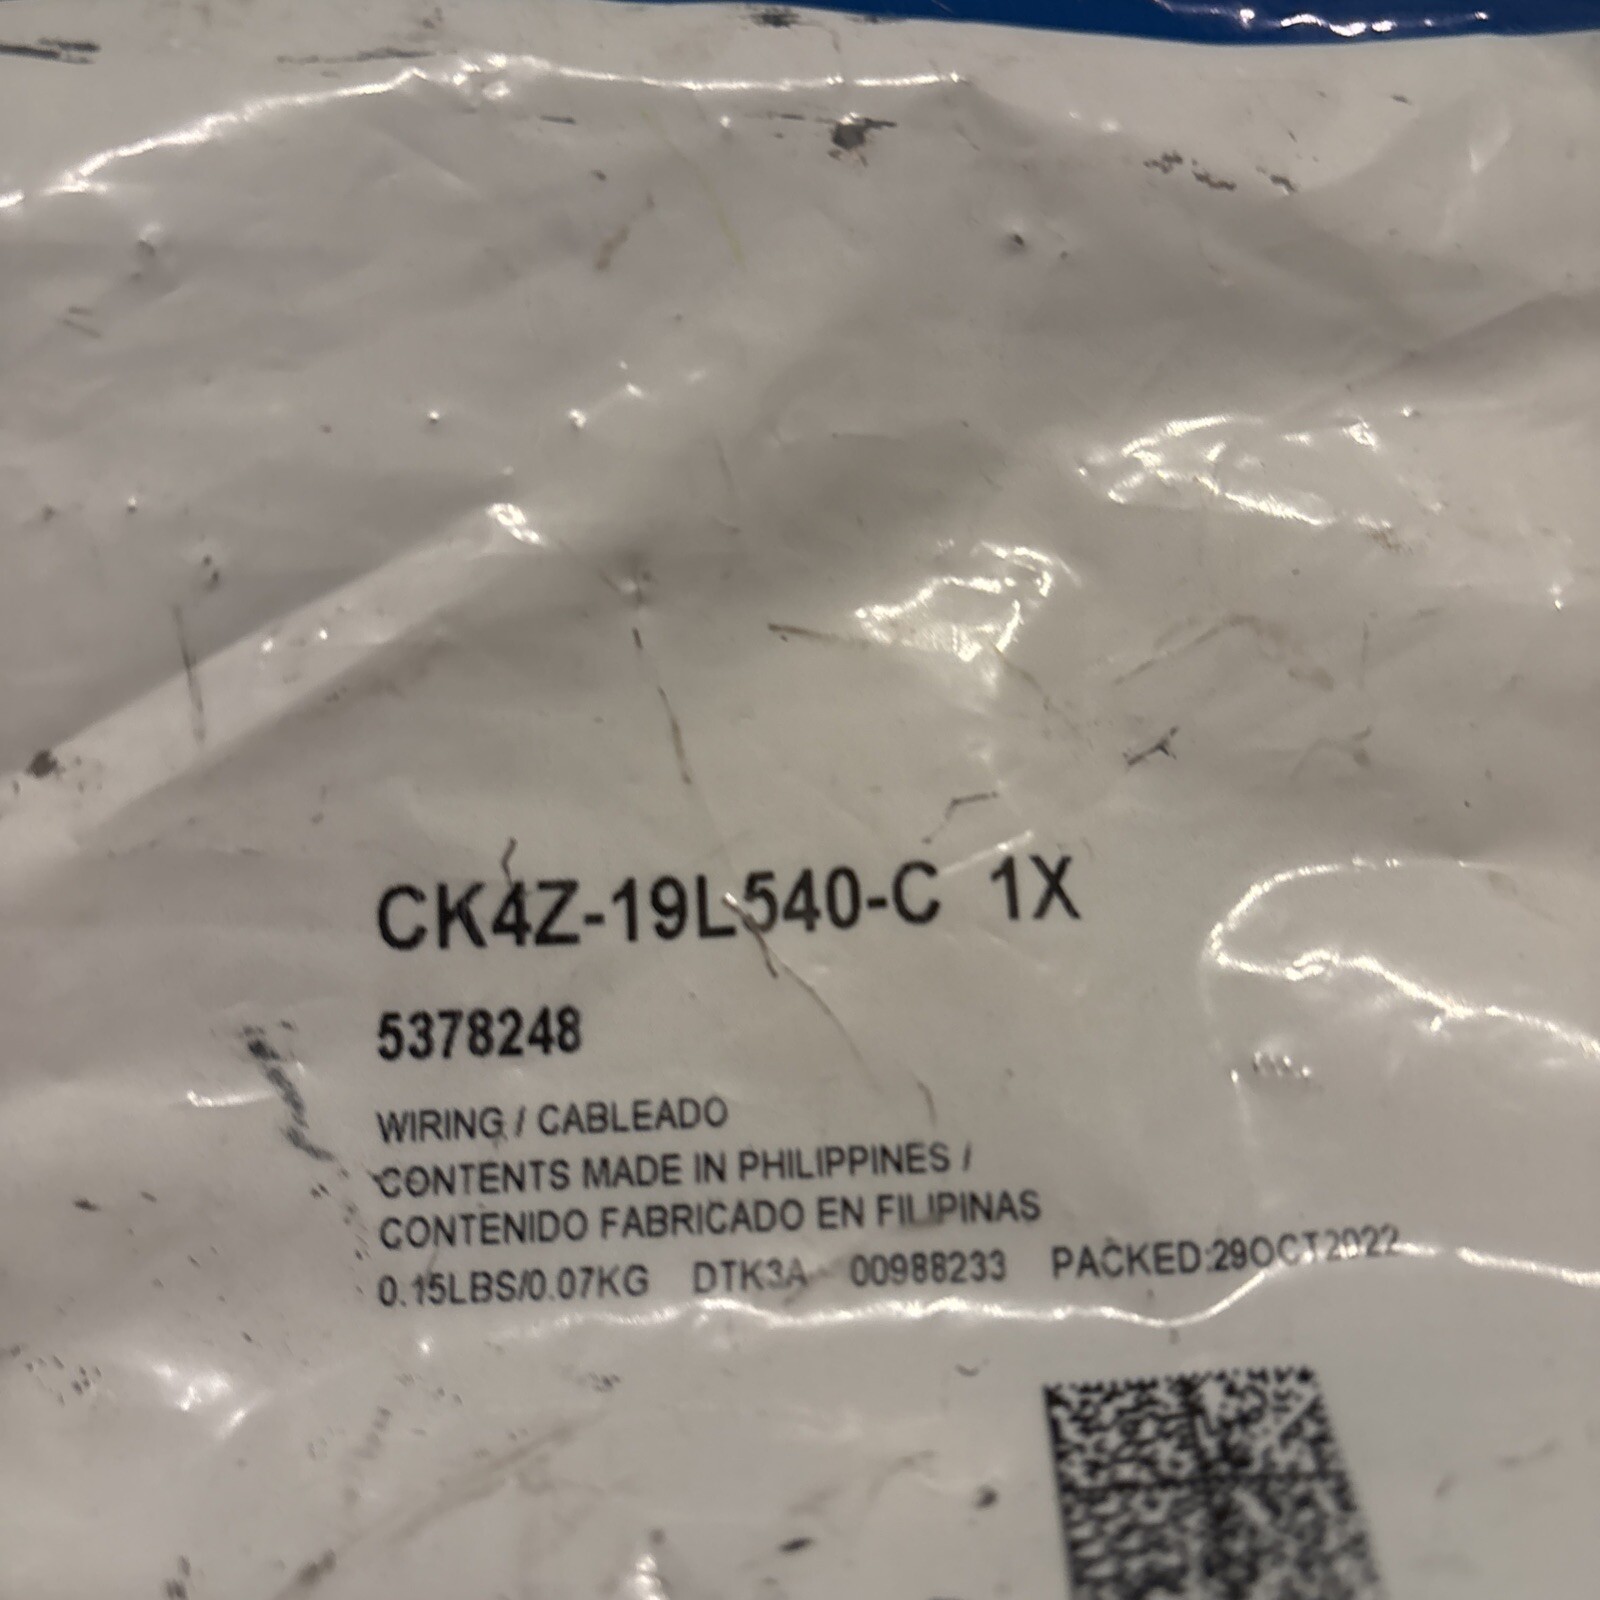 CK4Z-19L540-C 1X
5378248
WIRING / CABLEADO
CONTENTS MADE IN PHILIPPINES /
CONTENIDO FABRICADO EN FILIPINAS
0.15LBS/0.07KG DTK3A 00988233 PACKED:29OCT2022